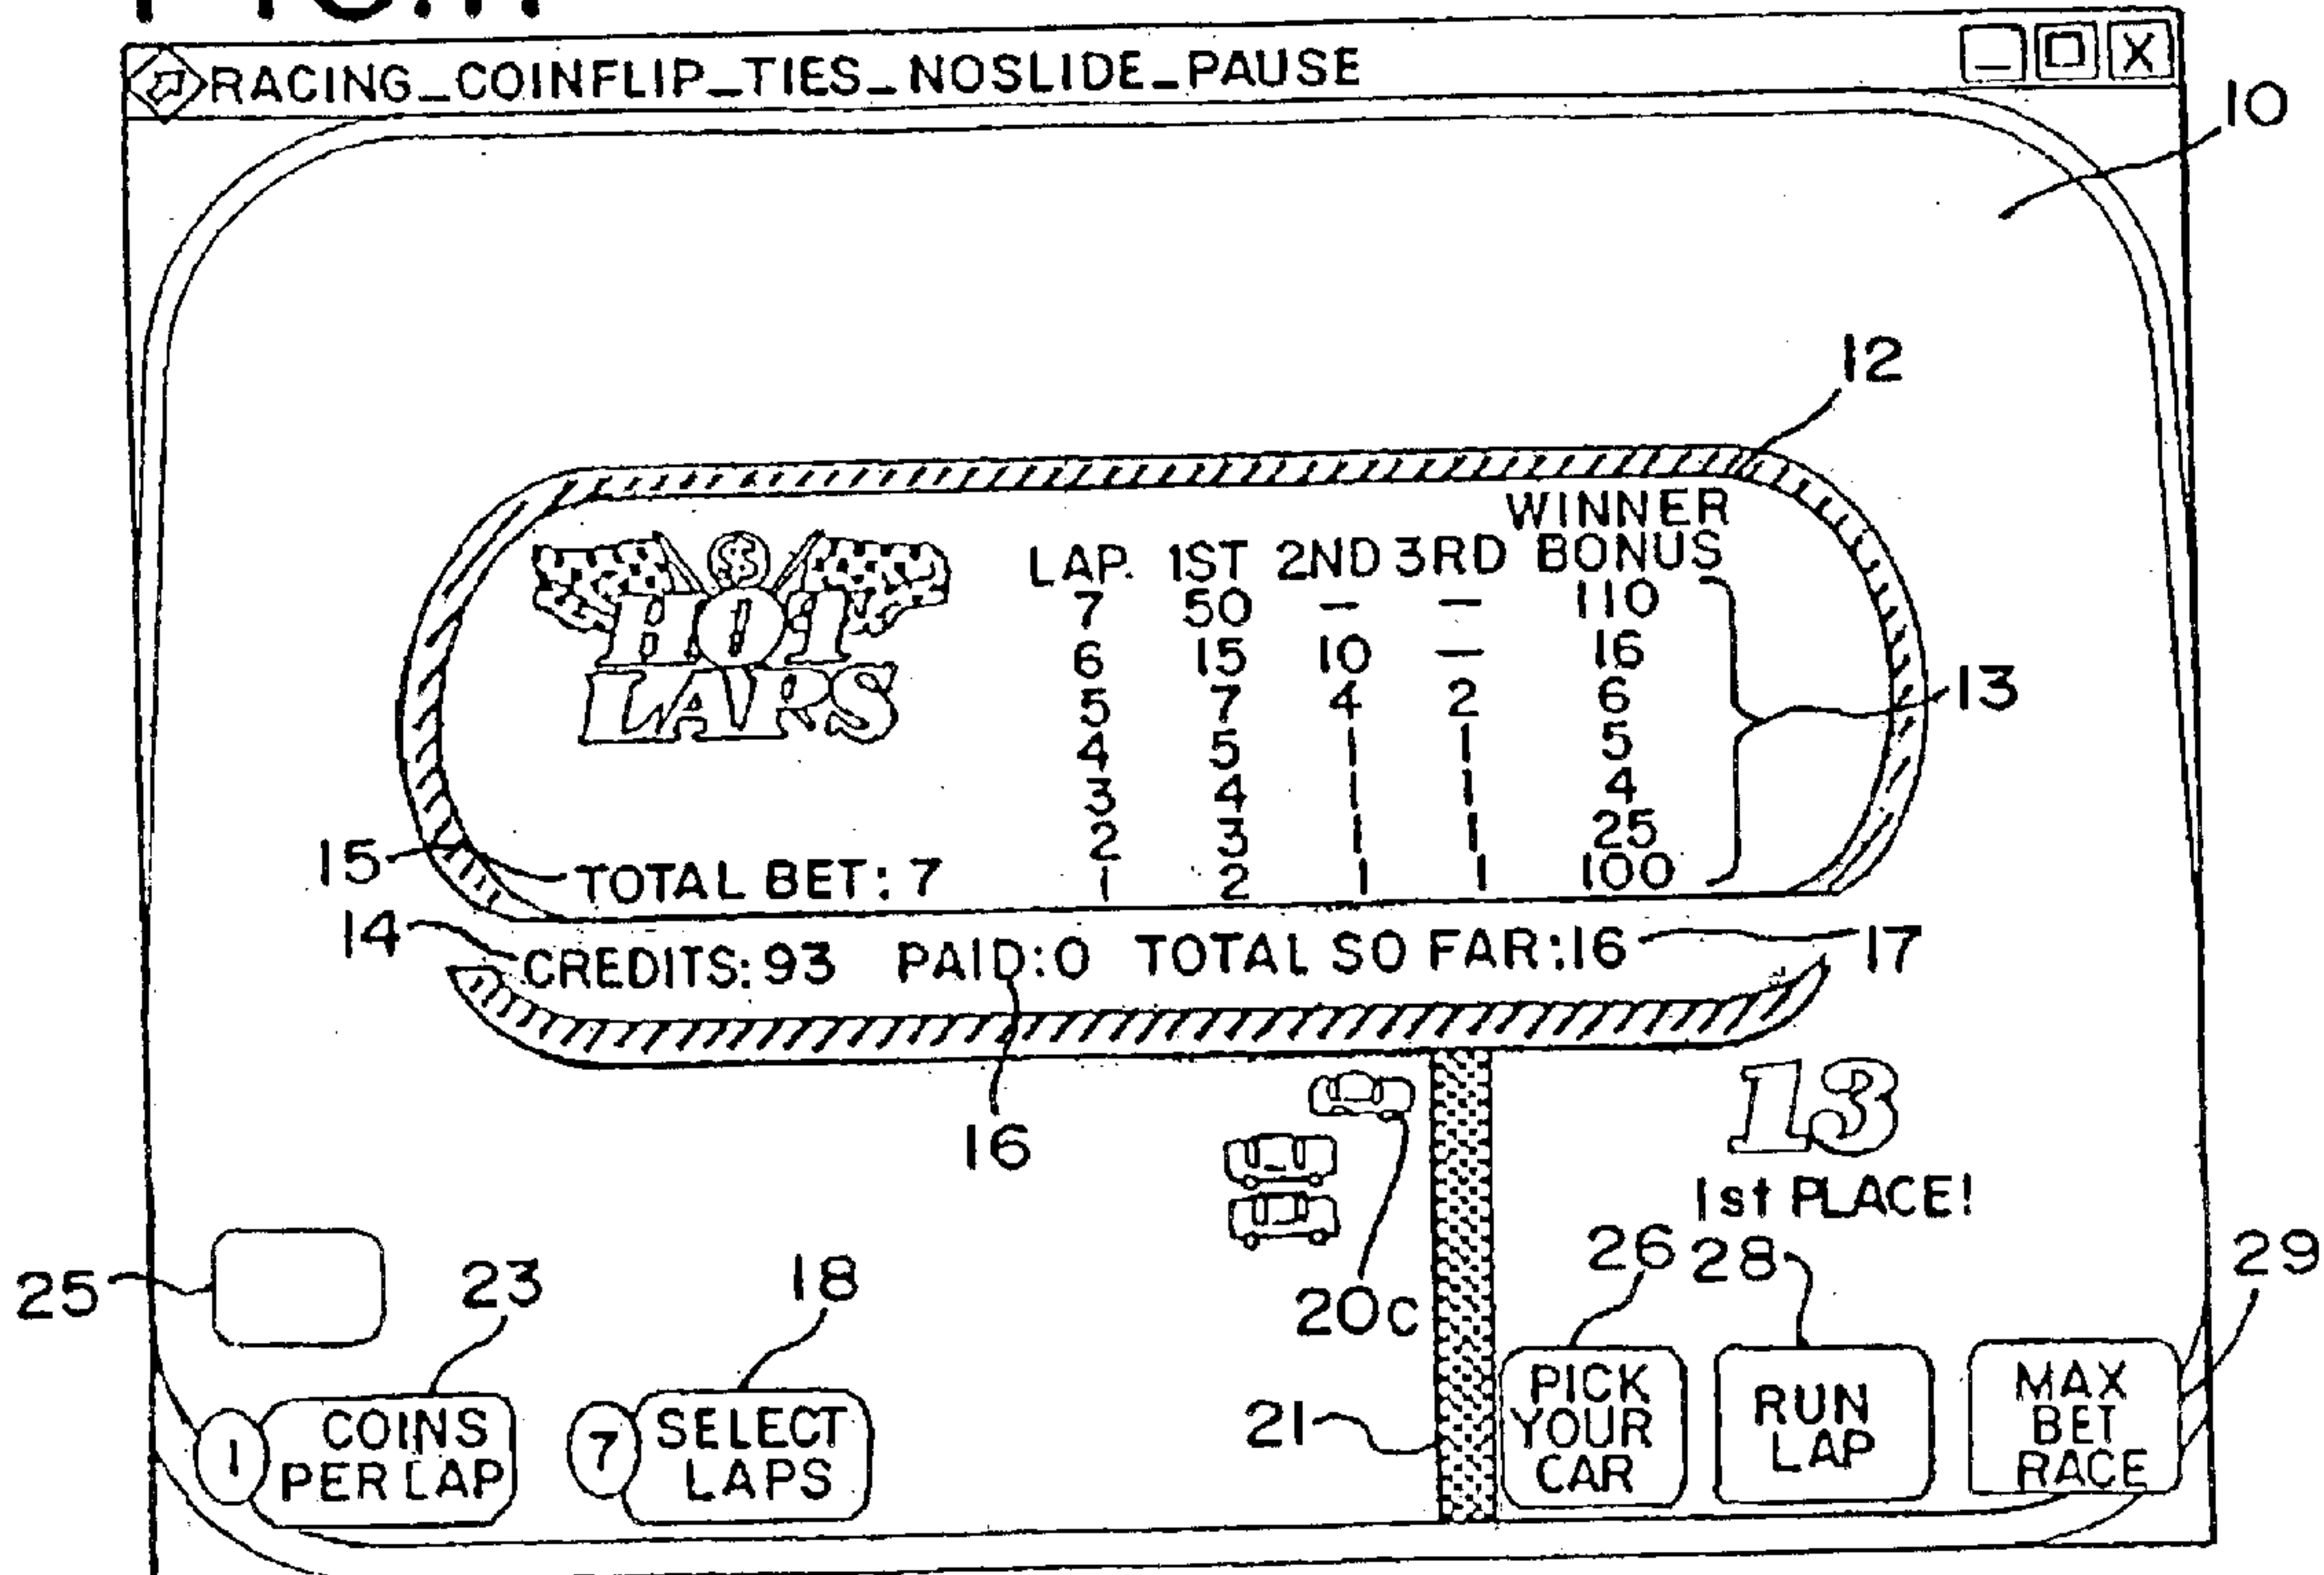 RACING_COINFLIP_TIES_NOSLIDE_PAUSE
_ X
10
12
WINNER
LAP. 1ST 2ND 3RD BONUS
7 50 — — 110
6 15 10 — 16
5 7 4 2 6
4 5 1 1 5
3 4 1 1 4
2 3 1 1 25
1 2 1 1 100
$$
HOT
LAPS
13
15
TOTAL BET: 7
14
CREDITS: 93 PAID:0 TOTAL SO FAR:16
17
16
13
1st PLACE!
25
23
18
20c
26
28
29
21
1 COINS
PER LAP
7 SELECT
LAPS
PICK
YOUR
CAR
RUN
LAP
MAX
BET
RACE